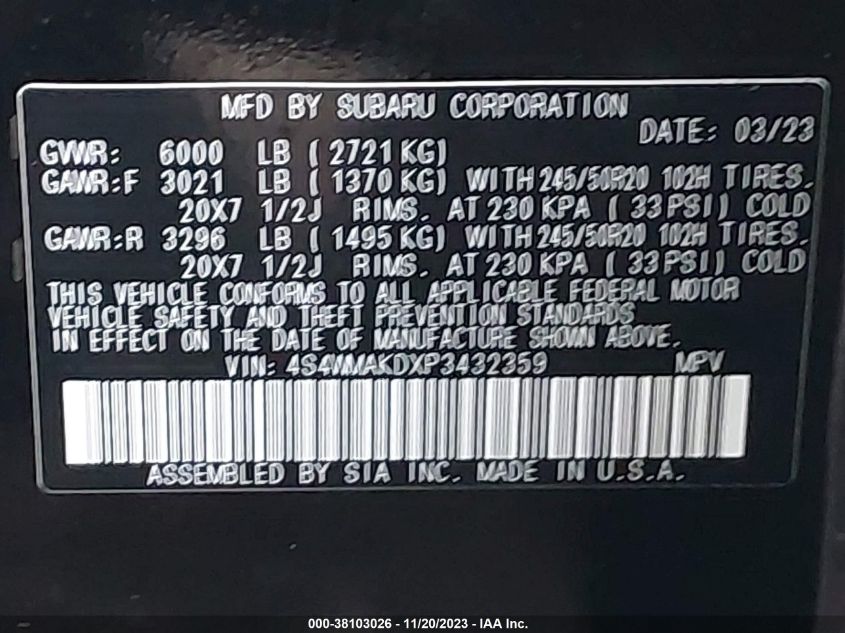 MFD BY SUBARU CORPORATION
DATE: 03/23
GVWR: 6000 LB ( 2721 KG)
GAWR:F 3021 LB ( 1370 KG) WITH 245/50R20 102H TIRES.
20X7 1/2J RIMS. AT 230 KPA ( 33 PSI) COLD
GAWR:R 3296 LB ( 1495 KG) WITH 245/50R20 102H TIRES.
20X7 1/2J RIMS. AT 230 KPA ( 33 PSI) COLD
THIS VEHICLE CONFORMS TO ALL APPLICABLE FEDERAL MOTOR
VEHICLE SAFETY AND THEFT PREVENTION STANDARDS
IN EFFECT ON THE DATE OF MANUFACTURE SHOWN ABOVE.
VIN: 4S4WMAKDXP3432359 MPV
ASSEMBLED BY SIA INC. MADE IN U.S.A.
000-38103026 - 11/20/2023 - IAA Inc.